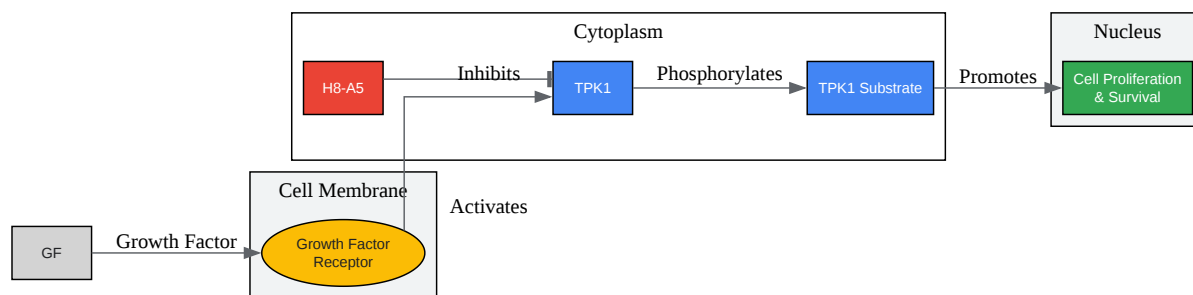 Cytoplasm
Nucleus
H8-A5
Inhibits
TPK1
Phosphorylates
TPK1 Substrate
Promotes
Cell Proliferation
& Survival
Cell Membrane
Activates
GF
Growth Factor
Growth Factor
Receptor